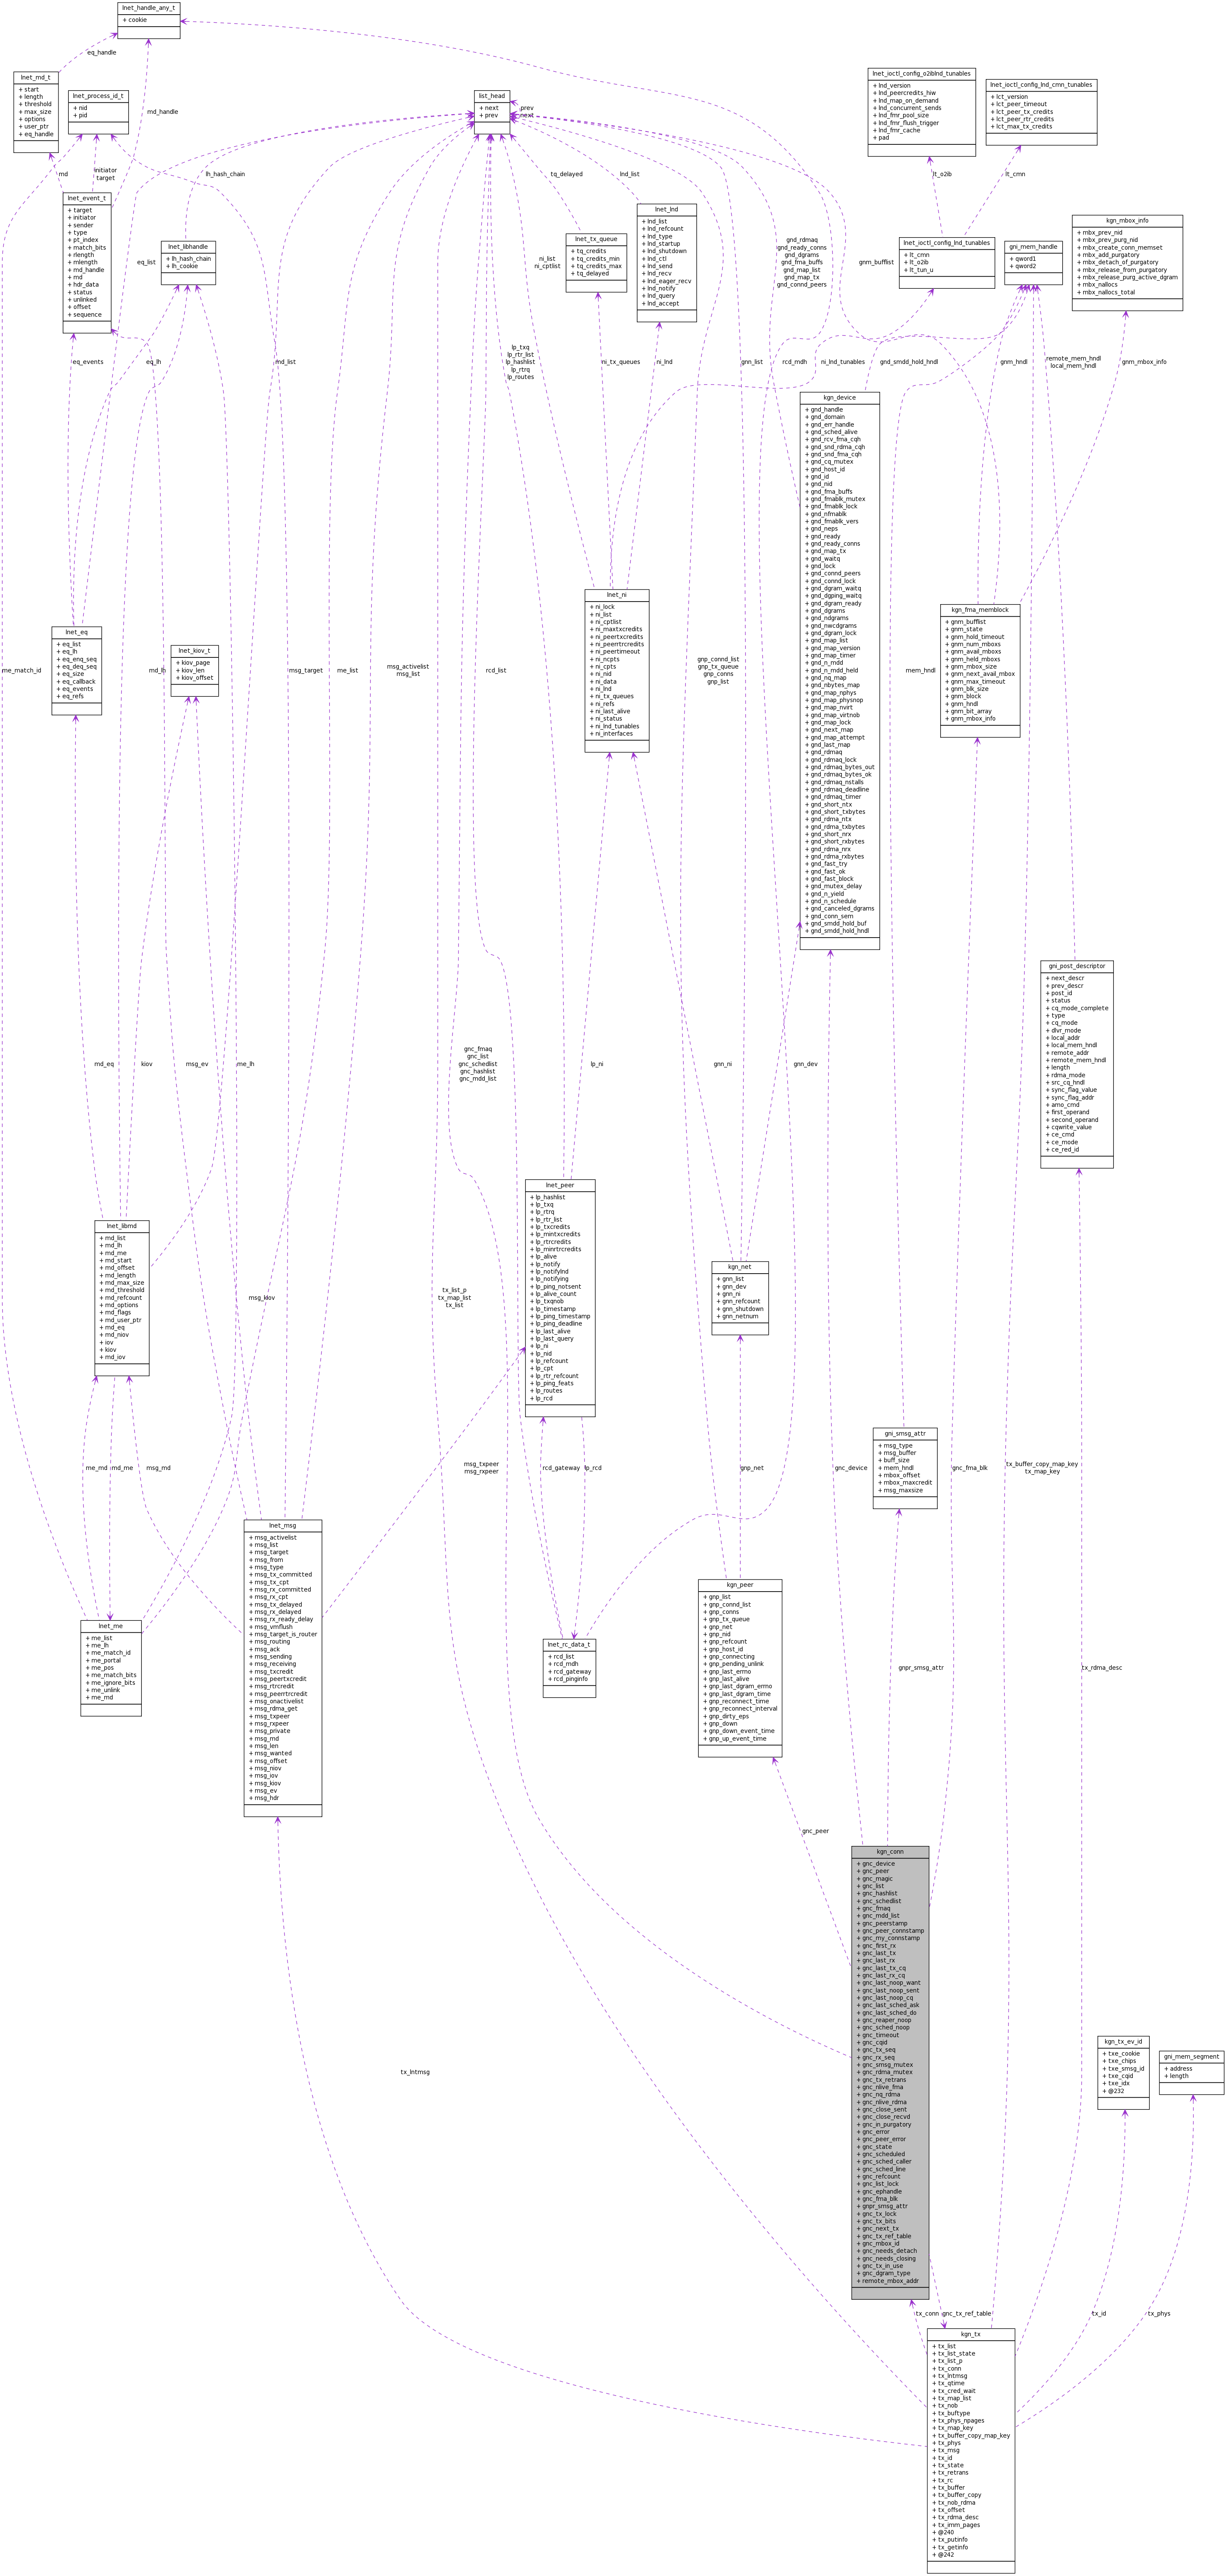 lnet_handle_any_t
+ cookie
eq_handle
lnet_md_t
+ start
+ length
+ threshold
+ max_size
+ options
+ user_ptr
+ eq_handle
lnet_process_id_t
+ nid
+ pid
md_handle
list_head
+ next
+ prev
prev
next
lnet_ioctl_config_o2iblnd_tunables
+ lnd_version
+ lnd_peercredits_hiw
+ lnd_map_on_demand
+ lnd_concurrent_sends
+ lnd_fmr_pool_size
+ lnd_fmr_flush_trigger
+ lnd_fmr_cache
+ pad
lnet_ioctl_config_lnd_cmn_tunables
+ lct_version
+ lct_peer_timeout
+ lct_peer_tx_credits
+ lct_peer_rtr_credits
+ lct_max_tx_credits
md
initiator
target
lh_hash_chain
tq_delayed
lnd_list
lt_o2ib
lt_cmn
lnet_event_t
+ target
+ initiator
+ sender
+ type
+ pt_index
+ match_bits
+ rlength
+ mlength
+ md_handle
+ md
+ hdr_data
+ status
+ unlinked
+ offset
+ sequence
lnet_libhandle
+ lh_hash_chain
+ lh_cookie
lnet_tx_queue
+ tq_credits
+ tq_credits_min
+ tq_credits_max
+ tq_delayed
lnet_lnd
+ lnd_list
+ lnd_refcount
+ lnd_type
+ lnd_startup
+ lnd_shutdown
+ lnd_ctl
+ lnd_send
+ lnd_recv
+ lnd_eager_recv
+ lnd_notify
+ lnd_query
+ lnd_accept
lnet_ioctl_config_lnd_tunables
+ lt_cmn
+ lt_o2ib
+ lt_tun_u
gni_mem_handle
+ qword1
+ qword2
kgn_mbox_info
+ mbx_prev_nid
+ mbx_prev_purg_nid
+ mbx_create_conn_memset
+ mbx_add_purgatory
+ mbx_detach_of_purgatory
+ mbx_release_from_purgatory
+ mbx_release_purg_active_dgram
+ mbx_nallocs
+ mbx_nallocs_total
eq_list
ni_list
ni_cptlist
gnd_rdmaq
gnd_ready_conns
gnd_dgrams
gnd_fma_buffs
gnd_map_list
gnd_map_tx
gnd_connd_peers
gnm_bufflist
eq_events
eq_lh
md_list
lp_txq
lp_rtr_list
lp_hashlist
lp_rtrq
lp_routes
ni_tx_queues
ni_lnd
gnn_list
rcd_mdh
ni_lnd_tunables
gnd_smdd_hold_hndl
gnm_hndl
remote_mem_hndl
local_mem_hndl
gnm_mbox_info
kgn_device
+ gnd_handle
+ gnd_domain
+ gnd_err_handle
+ gnd_sched_alive
+ gnd_rcv_fma_cqh
+ gnd_snd_rdma_cqh
+ gnd_snd_fma_cqh
+ gnd_cq_mutex
+ gnd_host_id
+ gnd_id
+ gnd_nid
+ gnd_fma_buffs
+ gnd_fmablk_mutex
+ gnd_fmablk_lock
+ gnd_nfmablk
+ gnd_fmablk_vers
+ gnd_neps
+ gnd_ready
+ gnd_ready_conns
+ gnd_map_tx
+ gnd_waitq
+ gnd_lock
+ gnd_connd_peers
+ gnd_connd_lock
+ gnd_dgram_waitq
+ gnd_dgping_waitq
+ gnd_dgram_ready
+ gnd_dgrams
+ gnd_ndgrams
+ gnd_nwcdgrams
+ gnd_dgram_lock
+ gnd_map_list
+ gnd_map_version
+ gnd_map_timer
+ gnd_n_mdd
+ gnd_n_mdd_held
+ gnd_nq_map
+ gnd_nbytes_map
+ gnd_map_nphys
+ gnd_map_physnop
+ gnd_map_nvirt
+ gnd_map_virtnob
+ gnd_map_lock
+ gnd_next_map
+ gnd_map_attempt
+ gnd_last_map
+ gnd_rdmaq
+ gnd_rdmaq_lock
+ gnd_rdmaq_bytes_out
+ gnd_rdmaq_bytes_ok
+ gnd_rdmaq_nstalls
+ gnd_rdmaq_deadline
+ gnd_rdmaq_timer
+ gnd_short_ntx
+ gnd_short_txbytes
+ gnd_rdma_ntx
+ gnd_rdma_txbytes
+ gnd_short_nrx
+ gnd_short_rxbytes
+ gnd_rdma_nrx
+ gnd_rdma_rxbytes
+ gnd_fast_try
+ gnd_fast_ok
+ gnd_fast_block
+ gnd_mutex_delay
+ gnd_n_yield
+ gnd_n_schedule
+ gnd_canceled_dgrams
+ gnd_conn_sem
+ gnd_smdd_hold_buf
+ gnd_smdd_hold_hndl
lnet_ni
+ ni_lock
+ ni_list
+ ni_cptlist
+ ni_maxtxcredits
+ ni_peertxcredits
+ ni_peerrtrcredits
+ ni_peertimeout
+ ni_ncpts
+ ni_cpts
+ ni_nid
+ ni_data
+ ni_lnd
+ ni_tx_queues
+ ni_refs
+ ni_last_alive
+ ni_status
+ ni_lnd_tunables
+ ni_interfaces
kgn_fma_memblock
+ gnm_bufflist
+ gnm_state
+ gnm_hold_timeout
+ gnm_num_mboxs
+ gnm_avail_mboxs
+ gnm_held_mboxs
+ gnm_mbox_size
+ gnm_next_avail_mbox
+ gnm_max_timeout
+ gnm_blk_size
+ gnm_block
+ gnm_hndl
+ gnm_bit_array
+ gnm_mbox_info
lnet_eq
+ eq_list
+ eq_lh
+ eq_enq_seq
+ eq_deq_seq
+ eq_size
+ eq_callback
+ eq_events
+ eq_refs
lnet_kiov_t
+ kiov_page
+ kiov_len
+ kiov_offset
me_match_id
md_lh
msg_target
me_list
msg_activelist
msg_list
rcd_list
gnp_connd_list
gnp_tx_queue
gnp_conns
gnp_list
mem_hndl
gni_post_descriptor
+ next_descr
+ prev_descr
+ post_id
+ status
+ cq_mode_complete
+ type
+ cq_mode
+ dlvr_mode
+ local_addr
+ local_mem_hndl
+ remote_addr
+ remote_mem_hndl
+ length
+ rdma_mode
+ src_cq_hndl
+ sync_flag_value
+ sync_flag_addr
+ amo_cmd
+ first_operand
+ second_operand
+ cqwrite_value
+ ce_cmd
+ ce_mode
+ ce_red_id
md_eq
kiov
msg_ev
me_lh
gnc_fmaq
gnc_list
gnc_schedlist
gnc_hashlist
gnc_mdd_list
lp_ni
gnn_ni
gnn_dev
lnet_peer
+ lp_hashlist
+ lp_txq
+ lp_rtrq
+ lp_rtr_list
+ lp_txcredits
+ lp_mintxcredits
+ lp_rtrcredits
+ lp_minrtrcredits
+ lp_alive
+ lp_notify
+ lp_notifylnd
+ lp_notifying
+ lp_ping_notsent
+ lp_alive_count
+ lp_txqnob
+ lp_timestamp
+ lp_ping_timestamp
+ lp_ping_deadline
+ lp_last_alive
+ lp_last_query
+ lp_ni
+ lp_nid
+ lp_refcount
+ lp_cpt
+ lp_rtr_refcount
+ lp_ping_feats
+ lp_routes
+ lp_rcd
lnet_libmd
+ md_list
+ md_lh
+ md_me
+ md_start
+ md_offset
+ md_length
+ md_max_size
+ md_threshold
+ md_refcount
+ md_options
+ md_flags
+ md_user_ptr
+ md_eq
+ md_niov
+ iov
+ kiov
+ md_iov
msg_kiov
tx_list_p
tx_map_list
tx_list
kgn_net
+ gnn_list
+ gnn_dev
+ gnn_ni
+ gnn_refcount
+ gnn_shutdown
+ gnn_netnum
gni_smsg_attr
+ msg_type
+ msg_buffer
+ buff_size
+ mem_hndl
+ mbox_offset
+ mbox_maxcredit
+ msg_maxsize
me_md
md_me
msg_md
msg_txpeer
msg_rxpeer
rcd_gateway
lp_rcd
gnp_net
gnc_device
gnc_fma_blk
tx_buffer_copy_map_key
tx_map_key
lnet_msg
+ msg_activelist
+ msg_list
+ msg_target
+ msg_from
+ msg_type
+ msg_tx_committed
+ msg_tx_cpt
+ msg_rx_committed
+ msg_rx_cpt
+ msg_tx_delayed
+ msg_rx_delayed
+ msg_rx_ready_delay
+ msg_vmflush
+ msg_target_is_router
+ msg_routing
+ msg_ack
+ msg_sending
+ msg_receiving
+ msg_txcredit
+ msg_peertxcredit
+ msg_rtrcredit
+ msg_peerrtrcredit
+ msg_onactivelist
+ msg_rdma_get
+ msg_txpeer
+ msg_rxpeer
+ msg_private
+ msg_md
+ msg_len
+ msg_wanted
+ msg_offset
+ msg_niov
+ msg_iov
+ msg_kiov
+ msg_ev
+ msg_hdr
lnet_me
+ me_list
+ me_lh
+ me_match_id
+ me_portal
+ me_pos
+ me_match_bits
+ me_ignore_bits
+ me_unlink
+ me_md
lnet_rc_data_t
+ rcd_list
+ rcd_mdh
+ rcd_gateway
+ rcd_pinginfo
kgn_peer
+ gnp_list
+ gnp_connd_list
+ gnp_conns
+ gnp_tx_queue
+ gnp_net
+ gnp_nid
+ gnp_refcount
+ gnp_host_id
+ gnp_connecting
+ gnp_pending_unlink
+ gnp_last_errno
+ gnp_last_alive
+ gnp_last_dgram_errno
+ gnp_last_dgram_time
+ gnp_reconnect_time
+ gnp_reconnect_interval
+ gnp_dirty_eps
+ gnp_down
+ gnp_down_event_time
+ gnp_up_event_time
gnpr_smsg_attr
tx_rdma_desc
gnc_peer
kgn_conn
+ gnc_device
+ gnc_peer
+ gnc_magic
+ gnc_list
+ gnc_hashlist
+ gnc_schedlist
+ gnc_fmaq
+ gnc_mdd_list
+ gnc_peerstamp
+ gnc_peer_connstamp
+ gnc_my_connstamp
+ gnc_first_rx
+ gnc_last_tx
+ gnc_last_rx
+ gnc_last_tx_cq
+ gnc_last_rx_cq
+ gnc_last_noop_want
+ gnc_last_noop_sent
+ gnc_last_noop_cq
+ gnc_last_sched_ask
+ gnc_last_sched_do
+ gnc_reaper_noop
+ gnc_sched_noop
+ gnc_timeout
+ gnc_cqid
+ gnc_tx_seq
+ gnc_rx_seq
+ gnc_smsg_mutex
+ gnc_rdma_mutex
+ gnc_tx_retrans
+ gnc_nlive_fma
+ gnc_nq_rdma
+ gnc_nlive_rdma
+ gnc_close_sent
+ gnc_close_recvd
+ gnc_in_purgatory
+ gnc_error
+ gnc_peer_error
+ gnc_state
+ gnc_scheduled
+ gnc_sched_caller
+ gnc_sched_line
+ gnc_refcount
+ gnc_list_lock
+ gnc_ephandle
+ gnc_fma_blk
+ gnpr_smsg_attr
+ gnc_tx_lock
+ gnc_tx_bits
+ gnc_next_tx
+ gnc_tx_ref_table
+ gnc_mbox_id
+ gnc_needs_detach
+ gnc_needs_closing
+ gnc_tx_in_use
+ gnc_dgram_type
+ remote_mbox_addr
kgn_tx_ev_id
+ txe_cookie
+ txe_chips
+ txe_smsg_id
+ txe_cqid
+ txe_idx
+ @232
gni_mem_segment
+ address
+ length
tx_lntmsg
tx_conn
gnc_tx_ref_table
tx_id
tx_phys
kgn_tx
+ tx_list
+ tx_list_state
+ tx_list_p
+ tx_conn
+ tx_lntmsg
+ tx_qtime
+ tx_cred_wait
+ tx_map_list
+ tx_nob
+ tx_buftype
+ tx_phys_npages
+ tx_map_key
+ tx_buffer_copy_map_key
+ tx_phys
+ tx_msg
+ tx_id
+ tx_state
+ tx_retrans
+ tx_rc
+ tx_buffer
+ tx_buffer_copy
+ tx_nob_rdma
+ tx_offset
+ tx_rdma_desc
+ tx_imm_pages
+ @240
+ tx_putinfo
+ tx_getinfo
+ @242